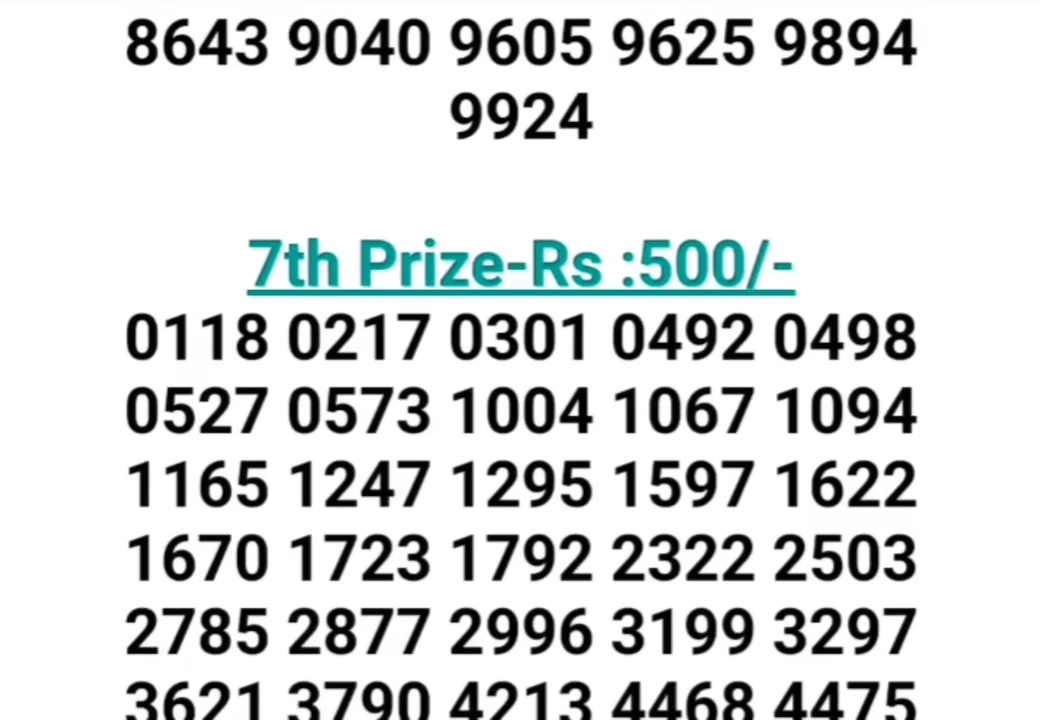 8643 9040 9605 9625 9894
9924
7th Prize-Rs :500/-
0118 0217 0301 0492 0498
0527 0573 1004 1067 1094
1165 1247 1295 1597 1622
1670 1723 1792 2322 2503
2785 2877 2996 3199 3297
3621 3790 4213 4468 4475